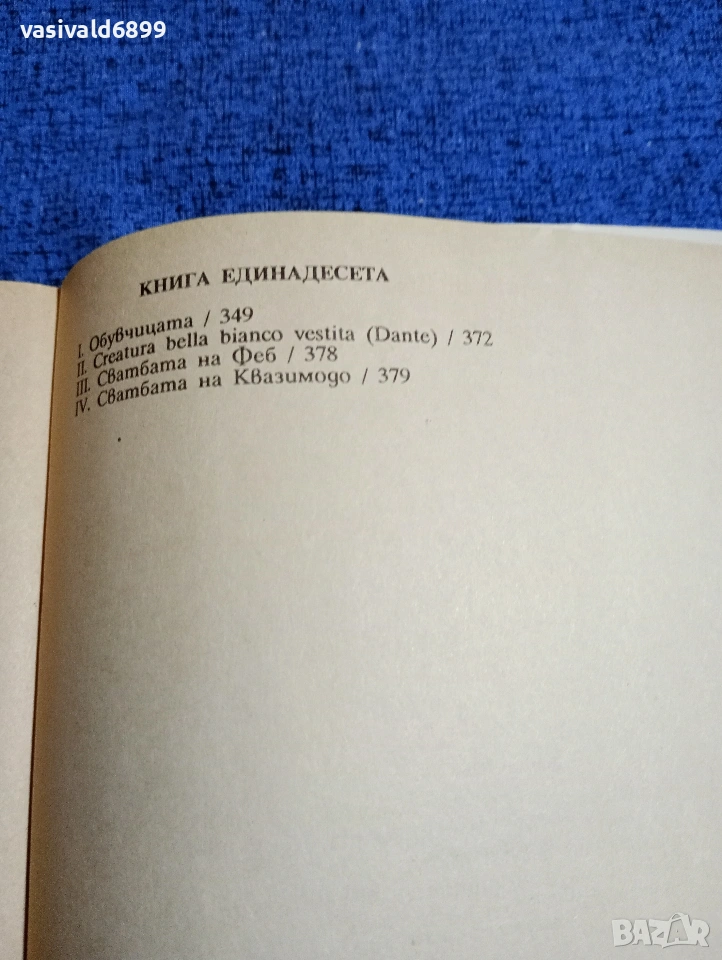 vasivald6899
КНИГА ЕДИНАДЕСЕТА
I. Обувчицата / 349
II. Creatura bella bianco vestita (Dante) / 372
III. Сватбата на Феб / 378
IV. Сватбата на Квазимодо / 379
BAZAR